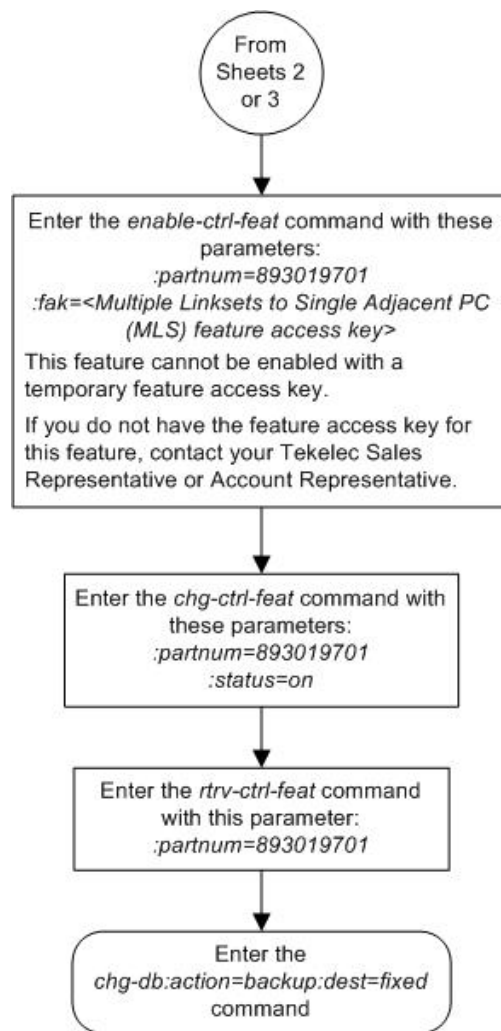 From
Sheets 2
or 3
Enter the enable-ctrl-feat command with these
parameters:
:partnum=893019701
:fak=<Multiple Linksets to Single Adjacent PC
(MLS) feature access key>
This feature cannot be enabled with a
temporary feature access key.
If you do not have the feature access key for
this feature, contact your Tekelec Sales
Representative or Account Representative.
Enter the chg-ctrl-feat command with
these parameters:
:partnum=893019701
:status=on
Enter the rtrv-ctrl-feat command
with this parameter:
:partnum=893019701
Enter the
chg-db:action=backup:dest=fixed
command